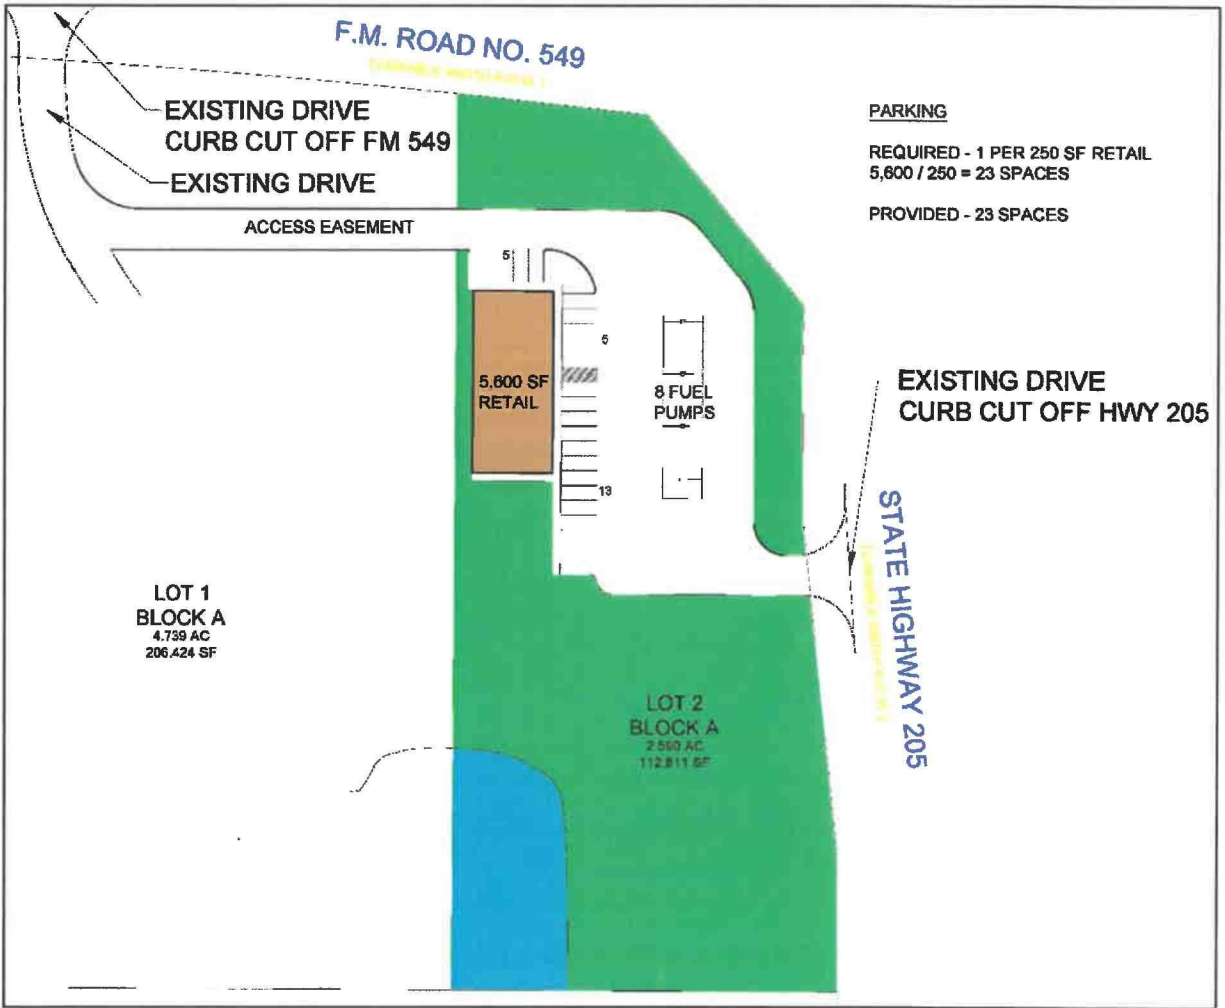 F.M. ROAD NO. 549
EXISTING DRIVE
CURB CUT OFF FM 549
EXISTING DRIVE
ACCESS EASEMENT
PARKING
REQUIRED - 1 PER 250 SF RETAIL
5,600 / 250 = 23 SPACES
PROVIDED - 23 SPACES
5
5
5,600 SF
RETAIL
8 FUEL
PUMPS
13
EXISTING DRIVE
CURB CUT OFF HWY 205
STATE HIGHWAY 205
LOT 1
BLOCK A
4.739 AC
206,424 SF
LOT 2
BLOCK A
112,811 SF